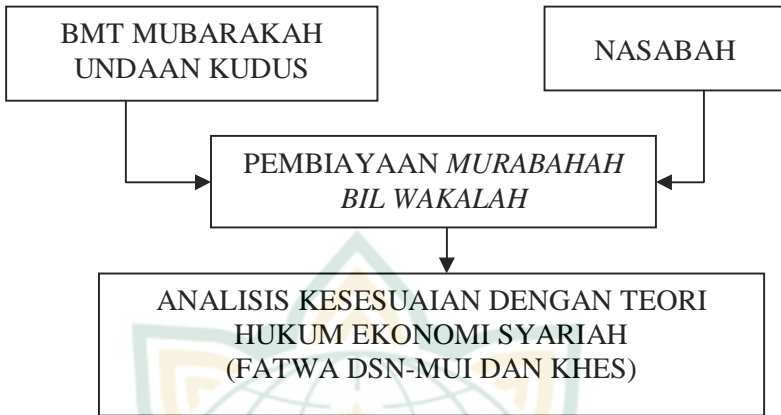 BMT MUBARAKAH
UNDAAN KUDUS
NASABAH
PEMBIAYAAN MURABAHAH
BIL WAKALAH
ANALISIS KESESUAIAN DENGAN TEORI
HUKUM EKONOMI SYARIAH
(FATWA DSN-MUI DAN KHES)